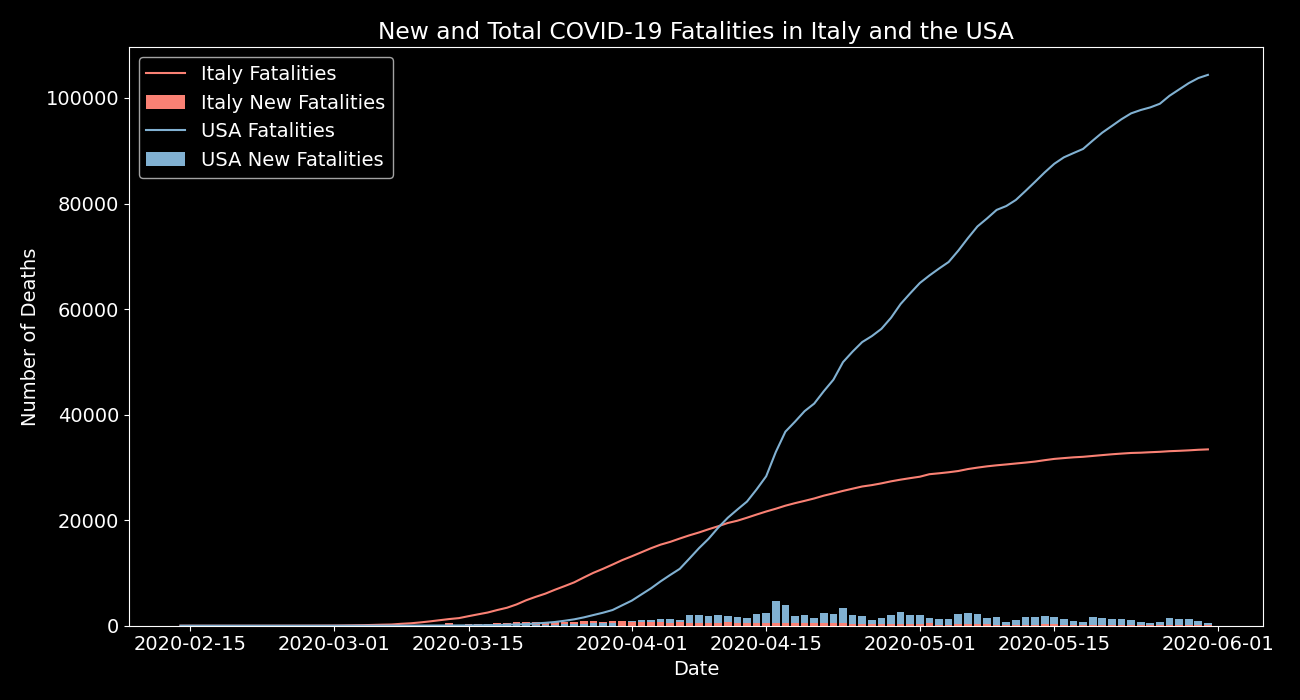 New and Total COVID-19 Fatalities in Italy and the USA
Italy Fatalities
Italy New Fatalities
USA Fatalities
USA New Fatalities
Number of Deaths
100000
80000
60000
40000
20000
0
2020-02-15 2020-03-01 2020-03-15 2020-04-01 2020-04-15 2020-05-01 2020-05-15 2020-06-01
Date